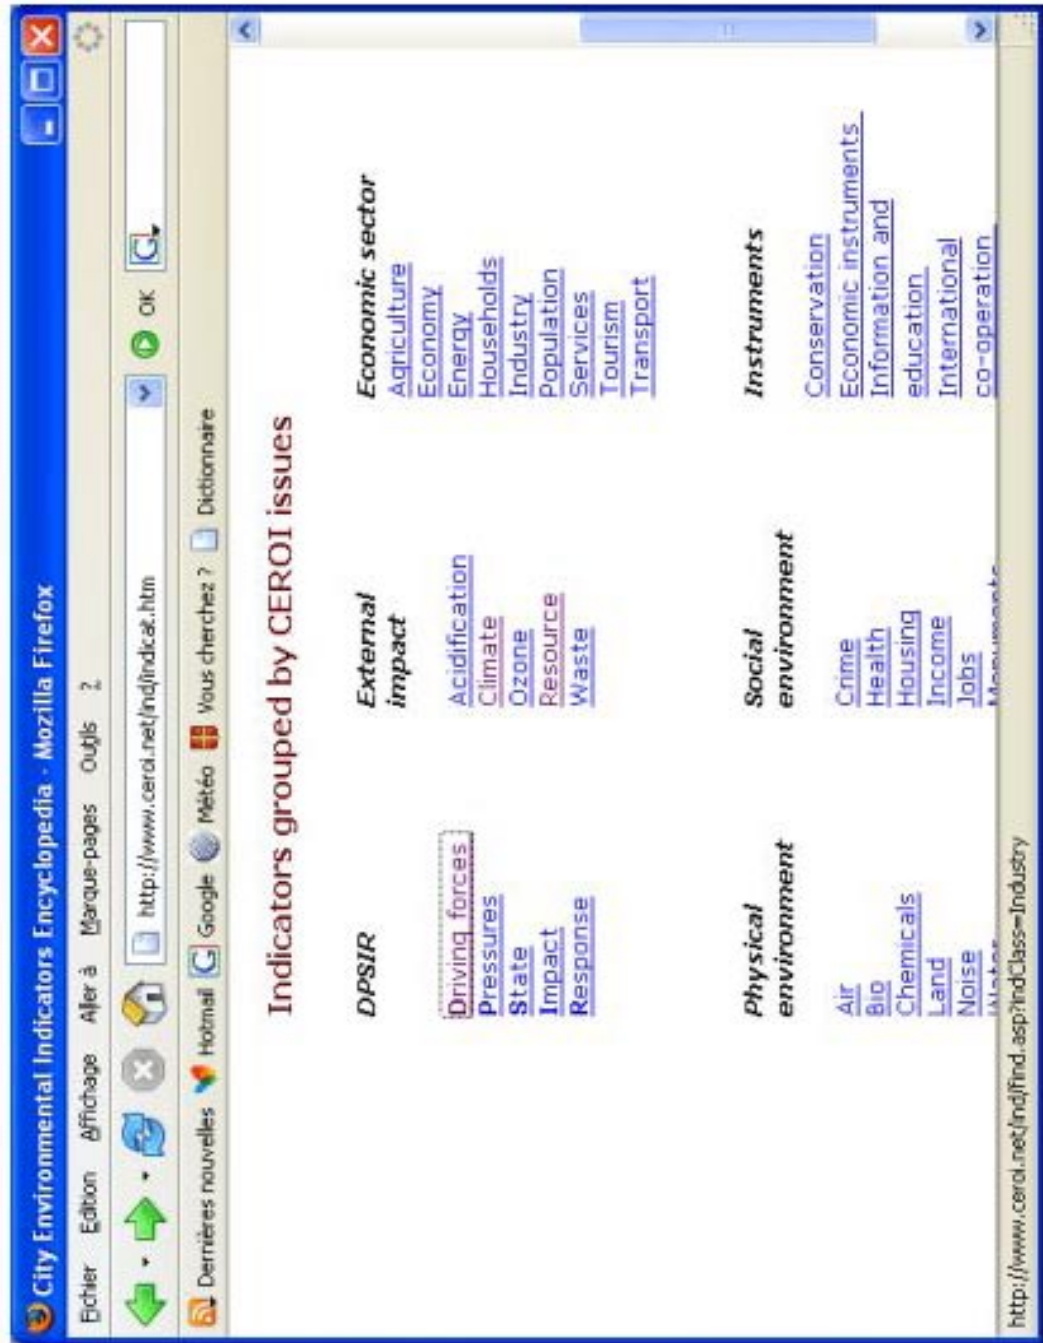 City Environmental Indicators Encyclopedia - Mozilla Firefox
Fichier Edition Affichage Aller à Marque-pages Outils ?
http://www.ceroi.net/ind/indicat.htm OK
Dernières nouvelles Hotmail Google Météo Vous cherchez ? Dictionnaire
Indicators grouped by CEROI issues
DPSIR
Driving forces
Pressures
State
Impact
Response
External
impact
Acidification
Climate
Ozone
Resource
Waste
Economic sector
Agriculture
Economy
Energy
Households
Industry
Population
Services
Tourism
Transport
Physical
environment
Air
Bio
Chemicals
Land
Noise
Water
Social
environment
Crime
Health
Housing
Income
Jobs
Monuments
Instruments
Conservation
Economic instruments
Information and
education
International
co-operation
http://www.ceroi.net/ind/find.asp?indClass=Industry